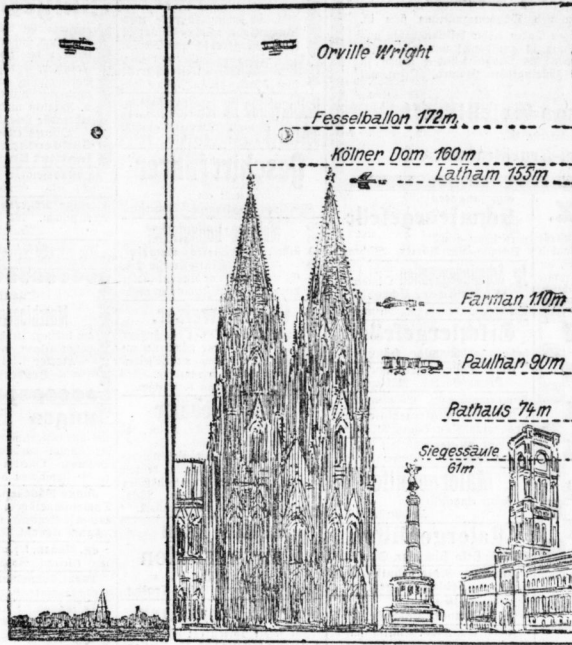 Orville Wright
Fesselballon 172m.
Kölner Dom 160m
Latham 155m
Farman 110m
Paulhan 90m
Rathaus 74m
Siegessäule
61m